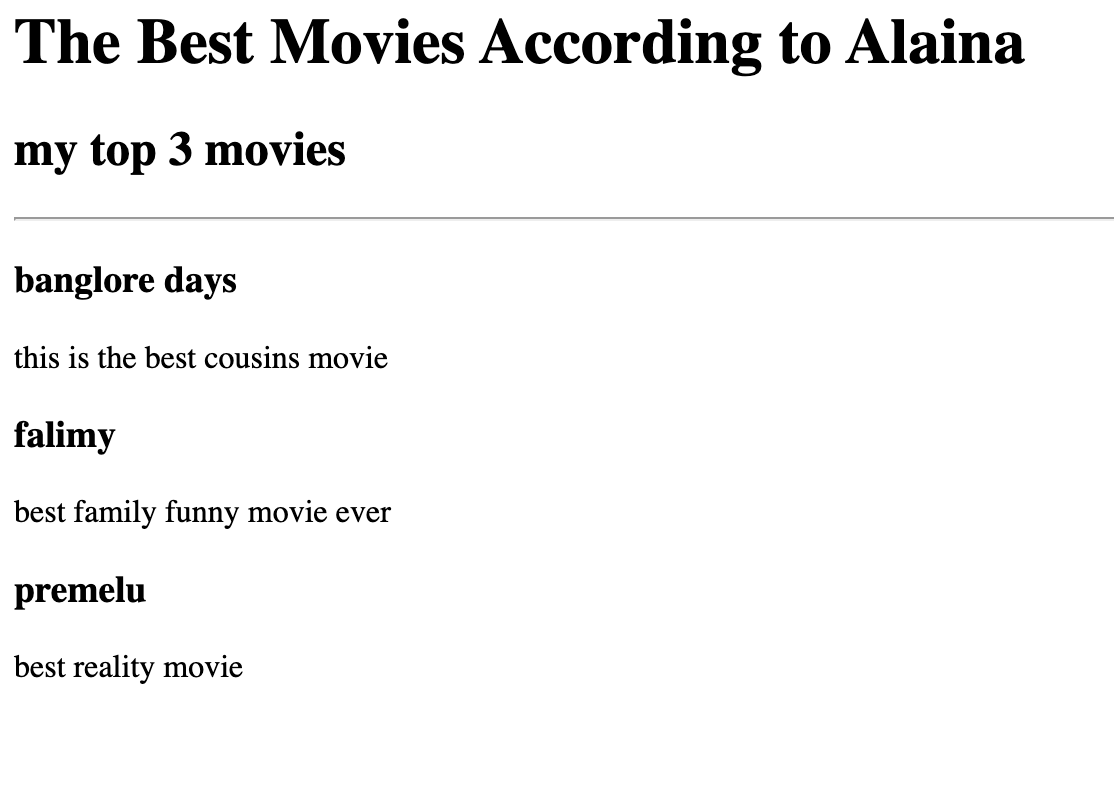 The Best Movies According to Alaina
my top 3 movies
banglore days
this is the best cousins movie
falimy
best family funny movie ever
premelu
best reality movie